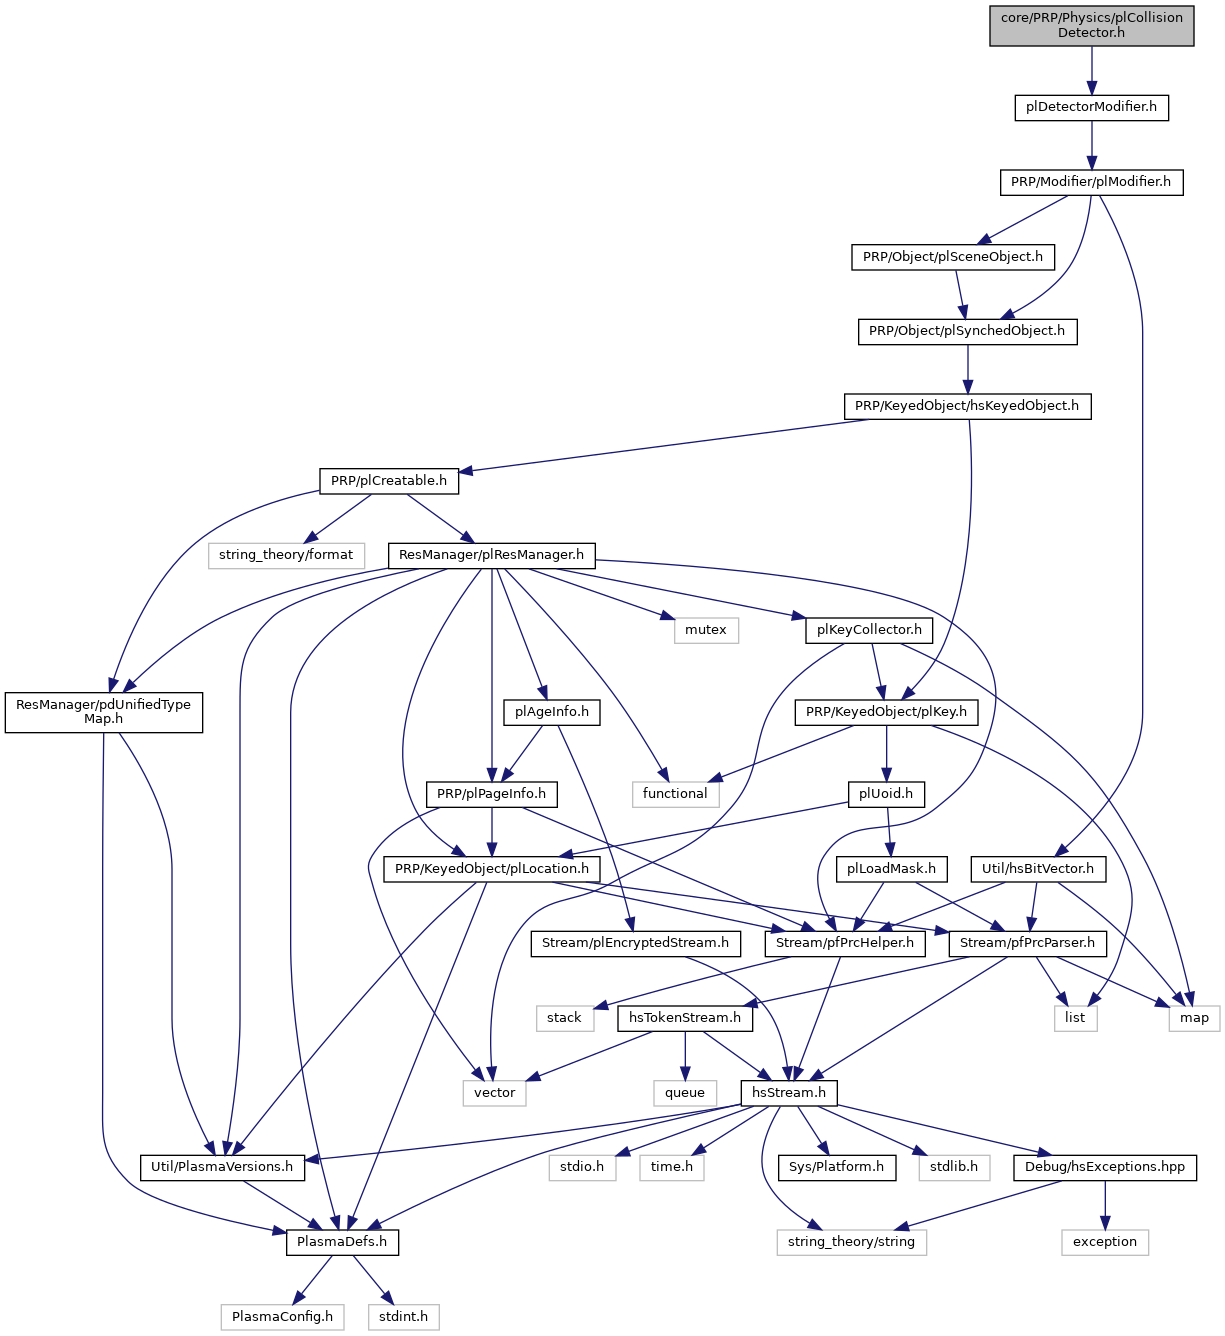 core/PRP/Physics/plCollision
Detector.h
plDetectorModifier.h
PRP/Modifier/plModifier.h
PRP/Object/plSceneObject.h
PRP/Object/plSynchedObject.h
PRP/KeyedObject/hsKeyedObject.h
PRP/plCreatable.h
string_theory/format
ResManager/plResManager.h
mutex
plKeyCollector.h
ResManager/pdUnifiedType
Map.h
plAgeInfo.h
PRP/KeyedObject/plKey.h
PRP/plPageInfo.h
functional
plUoid.h
PRP/KeyedObject/plLocation.h
plLoadMask.h
Util/hsBitVector.h
Stream/plEncryptedStream.h
Stream/pfPrcHelper.h
Stream/pfPrcParser.h
stack
hsTokenStream.h
list
map
vector
queue
hsStream.h
Util/PlasmaVersions.h
stdio.h
time.h
Sys/Platform.h
stdlib.h
Debug/hsExceptions.hpp
PlasmaDefs.h
string_theory/string
exception
PlasmaConfig.h
stdint.h